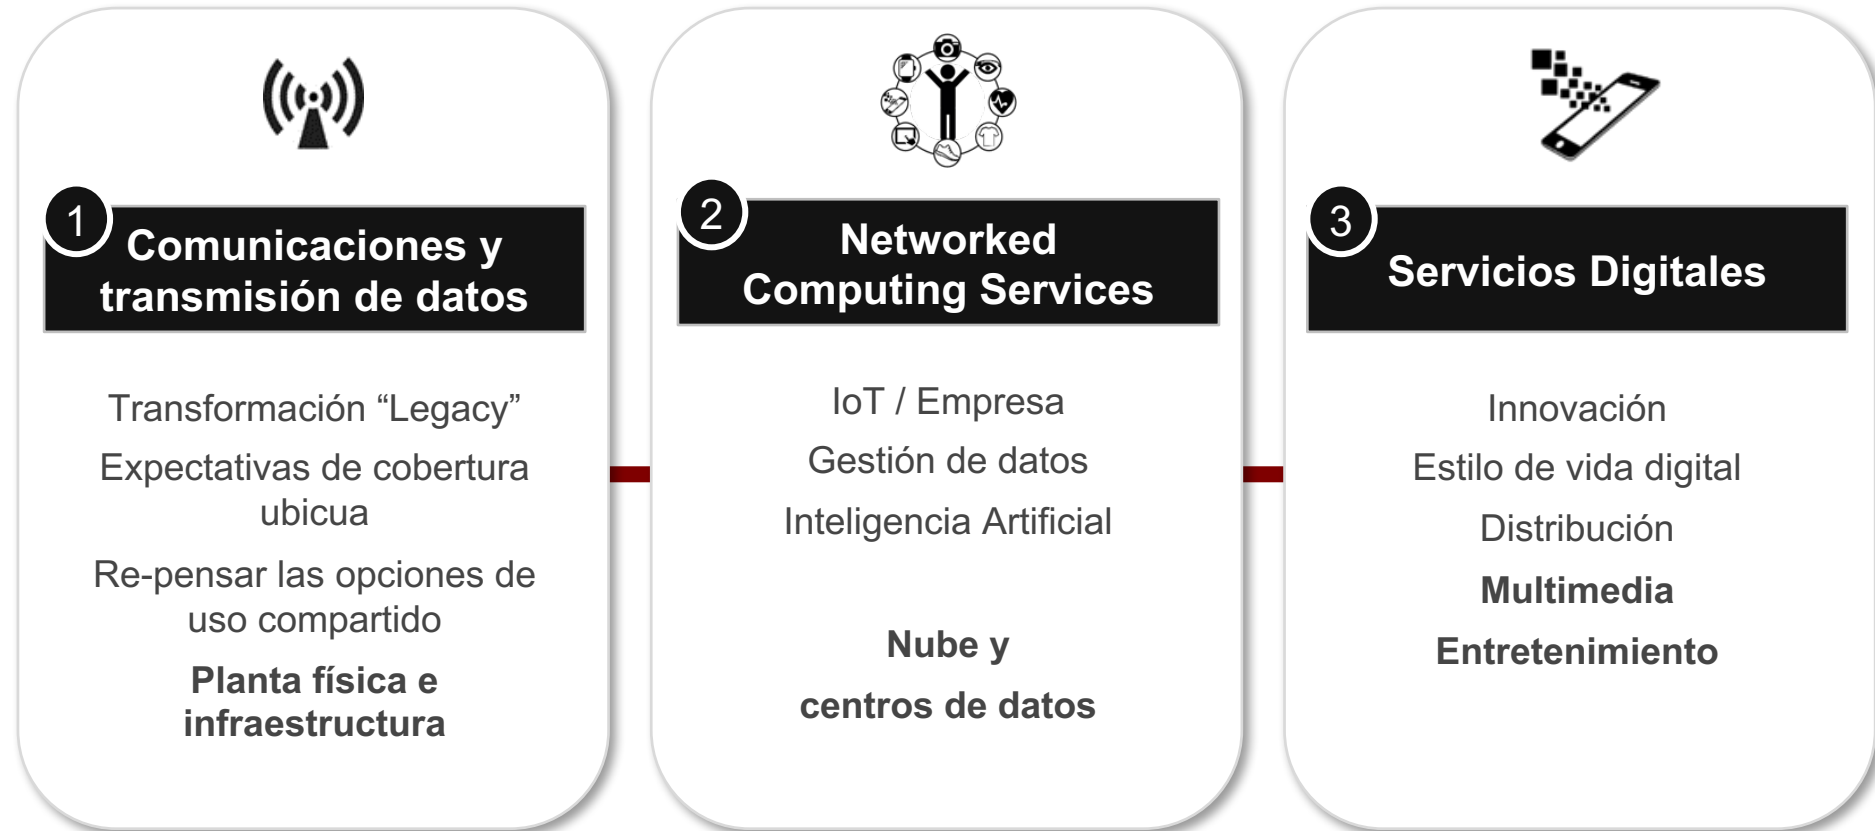 1
Comunicaciones y
transmisión de datos
Transformación “Legacy”
Expectativas de cobertura
ubicua
Re-pensar las opciones de
uso compartido
Planta física e
infraestructura
2
Networked
Computing Services
IoT / Empresa
Gestión de datos
Inteligencia Artificial
Nube y
centros de datos
3
Servicios Digitales
Innovación
Estilo de vida digital
Distribución
Multimedia
Entretenimiento